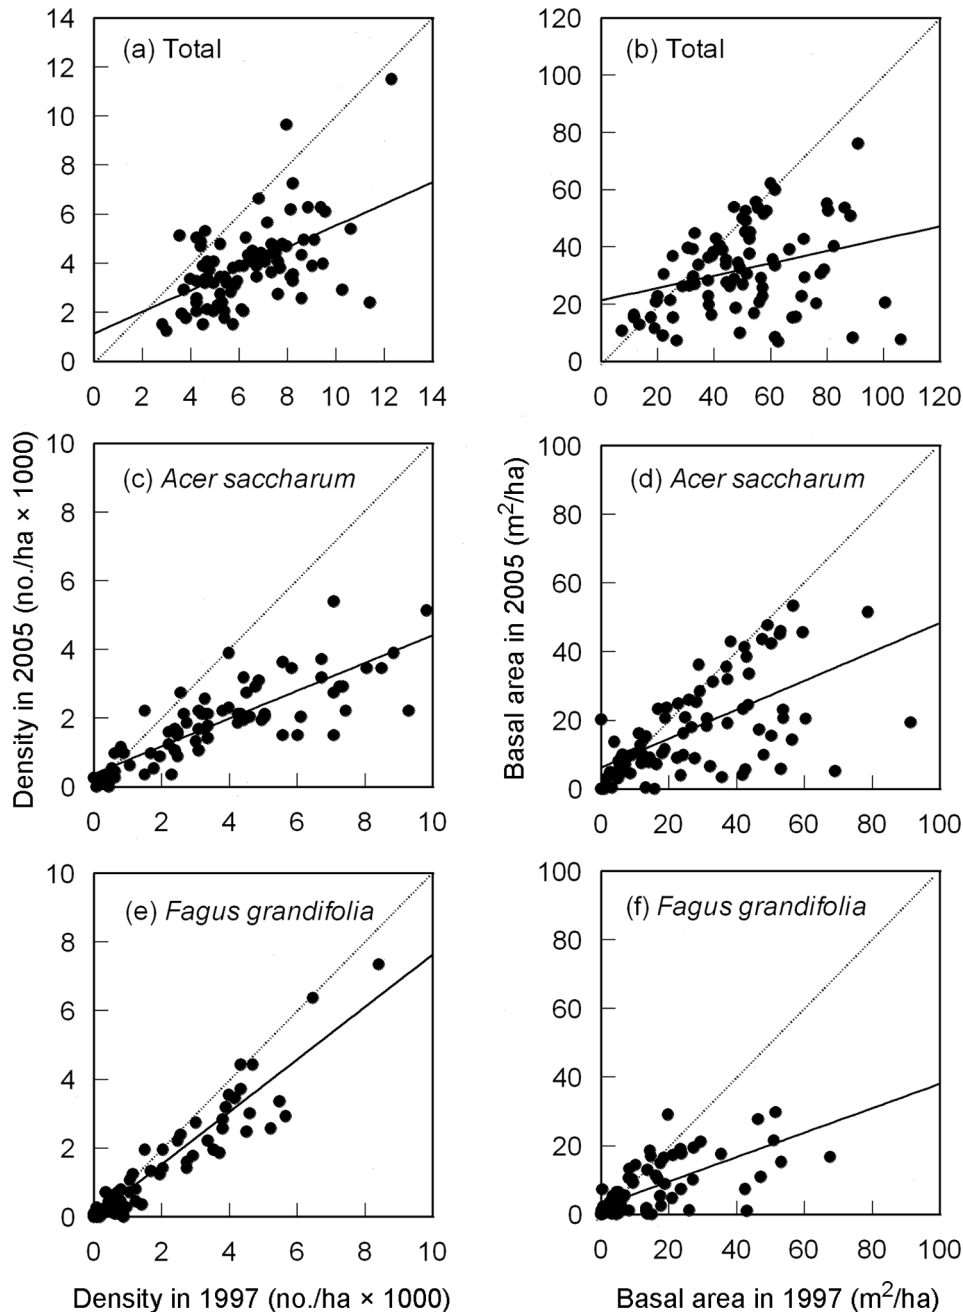 (a) Total
14
12
10
8
6
4
2
0
0 2 4 6 8 10 12 14
(b) Total
120
100
80
60
40
20
0
0 20 40 60 80 100 120
(c) Acer saccharum
10
8
6
4
2
0
0 2 4 6 8 10
Density in 2005 (no./ha × 1000)
(d) Acer saccharum
100
80
60
40
20
0
0 20 40 60 80 100
Basal area in 2005 (m²/ha)
(e) Fagus grandifolia
10
8
6
4
2
0
0 2 4 6 8 10
Density in 1997 (no./ha × 1000)
(f) Fagus grandifolia
100
80
60
40
20
0
0 20 40 60 80 100
Basal area in 1997 (m²/ha)